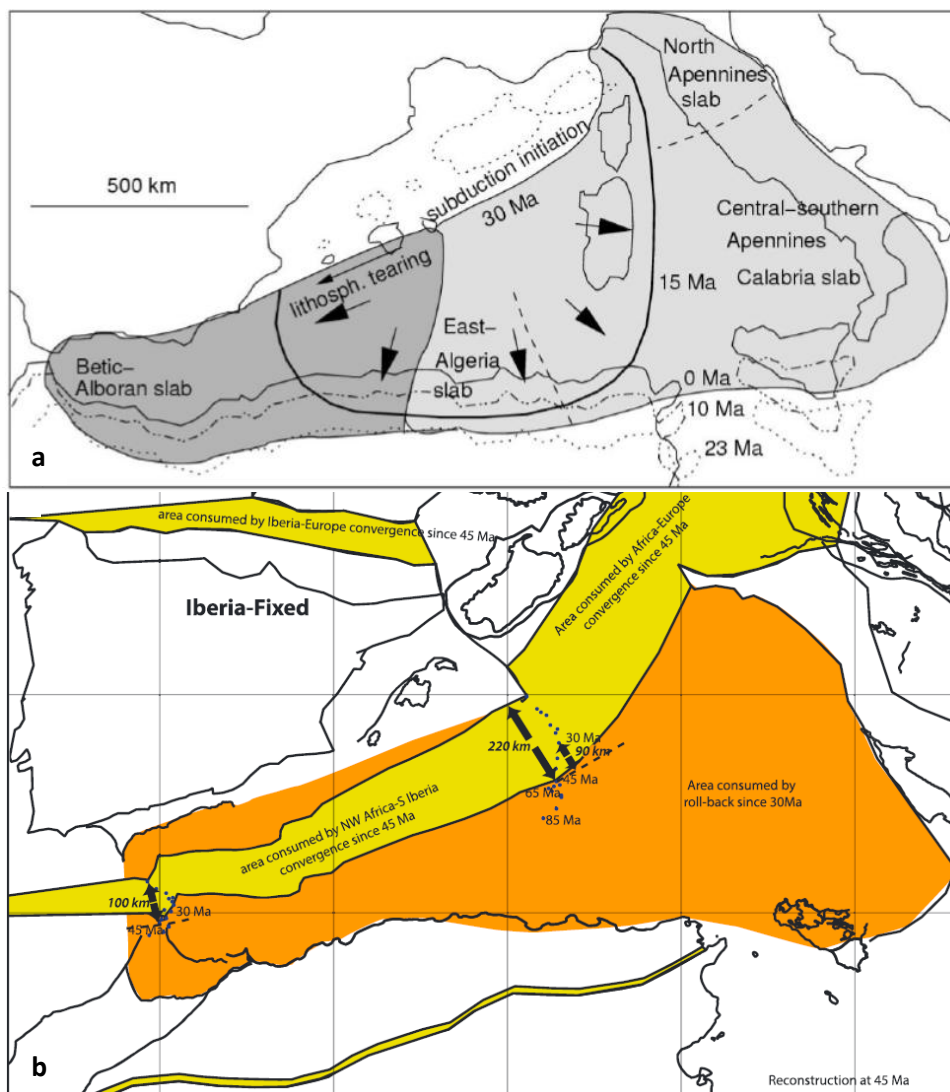 North
Apennines
slab
500 km
subduction initiation
30 Ma
Central–southern
Apennines
Calabria slab
lithosph. tearing
15 Ma
East–
Algeria
slab
Betic–
Alboran slab
0 Ma
10 Ma
23 Ma
a
area consumed by Iberia-Europe convergence since 45 Ma
Iberia-Fixed
Area consumed by Africa-Europe
convergence since 45 Ma
220 km
30 Ma
90 km
45 Ma
65 Ma
85 Ma
Area consumed by
roll-back since 30Ma
area consumed by NW Africa-S Iberia
convergence since 45 Ma
100 km
30 Ma
45 Ma
b
Reconstruction at 45 Ma